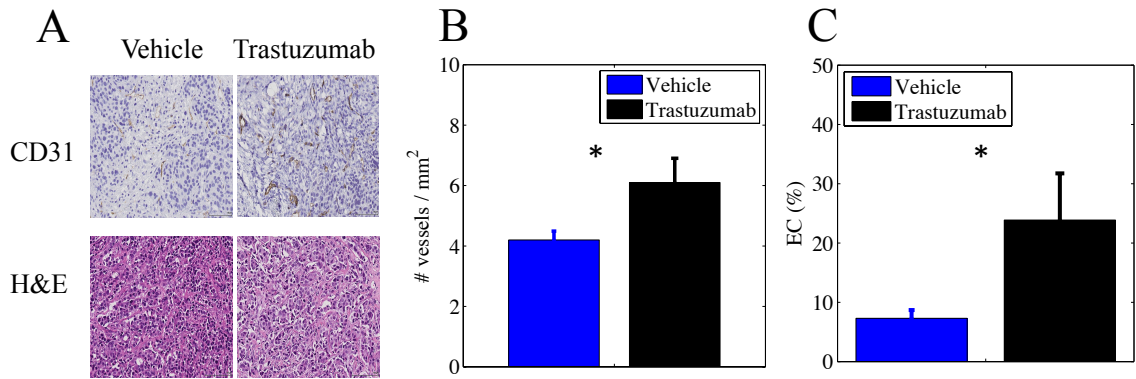 A
Vehicle Trastuzumab
CD31
H&E
B
# vessels / mm²
10
8
6
4
2
0
Vehicle
Trastuzumab
*
C
EC (%)
50
40
30
20
10
0
Vehicle
Trastuzumab
*